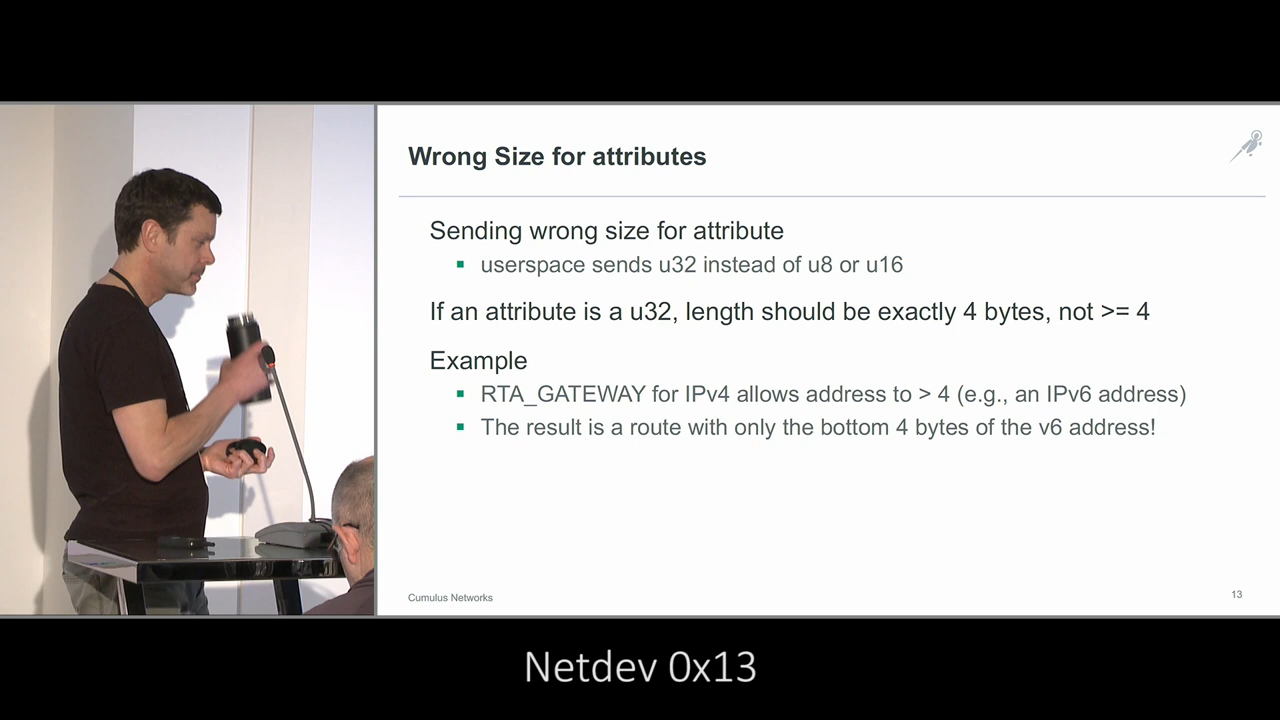 Wrong Size for attributes
Sending wrong size for attribute
userspace sends u32 instead of u8 or u16
If an attribute is a u32, length should be exactly 4 bytes, not >= 4
Example
RTA_GATEWAY for IPv4 allows address to > 4 (e.g., an IPv6 address)
The result is a route with only the bottom 4 bytes of the v6 address!
Cumulus Networks
13
Netdev 0x13